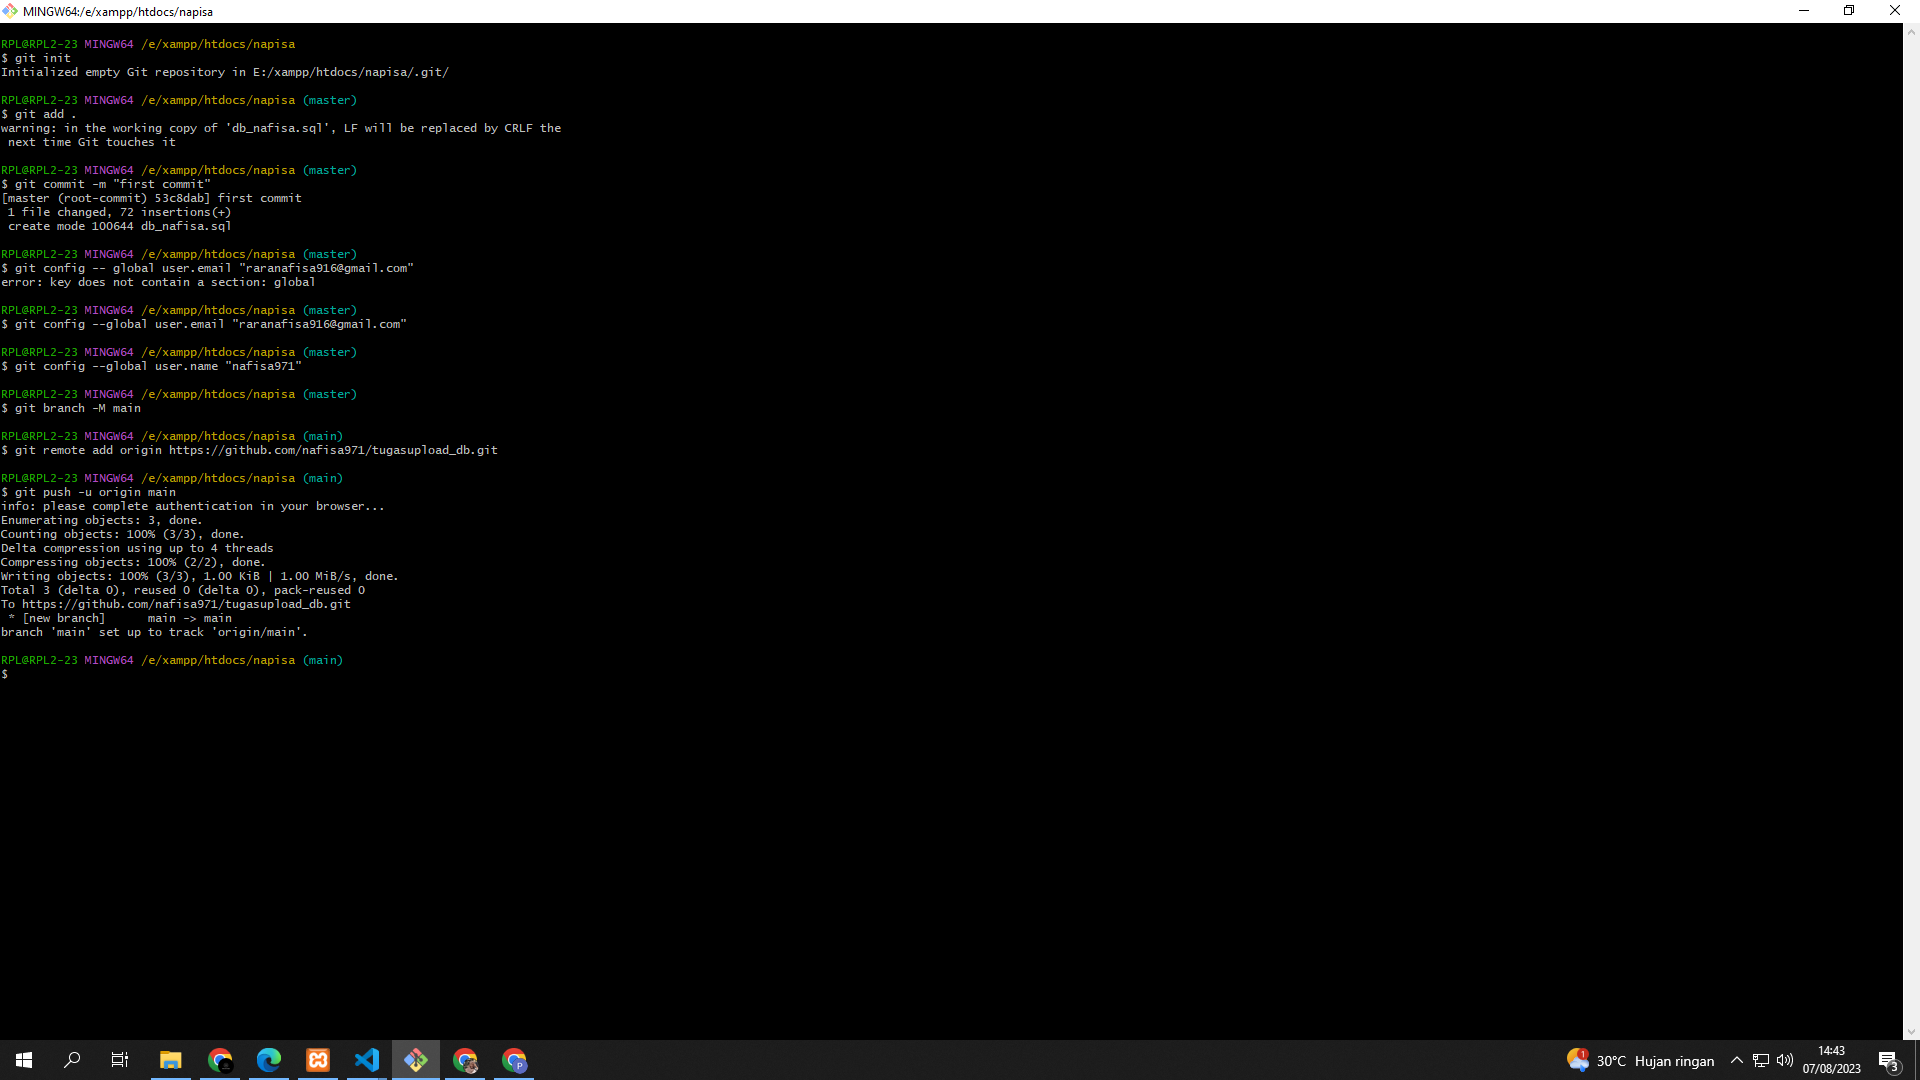 MINGW64:/e/xampp/htdocs/napisa
RPL@RPL2-23 MINGW64 /e/xampp/htdocs/napisa
$ git init
Initialized empty Git repository in E:/xampp/htdocs/napisa/.git/
RPL@RPL2-23 MINGW64 /e/xampp/htdocs/napisa (master)
$ git add .
warning: in the working copy of 'db_nafisa.sql', LF will be replaced by CRLF the
next time Git touches it
RPL@RPL2-23 MINGW64 /e/xampp/htdocs/napisa (master)
$ git commit -m "first commit"
[master (root-commit) 53c8dab] first commit
1 file changed, 72 insertions(+)
create mode 100644 db_nafisa.sql
RPL@RPL2-23 MINGW64 /e/xampp/htdocs/napisa (master)
$ git config -- global user.email "raranafisa916@gmail.com"
error: key does not contain a section: global
RPL@RPL2-23 MINGW64 /e/xampp/htdocs/napisa (master)
$ git config --global user.email "raranafisa916@gmail.com"
RPL@RPL2-23 MINGW64 /e/xampp/htdocs/napisa (master)
$ git config --global user.name "nafisa971"
RPL@RPL2-23 MINGW64 /e/xampp/htdocs/napisa (master)
$ git branch -M main
RPL@RPL2-23 MINGW64 /e/xampp/htdocs/napisa (main)
$ git remote add origin https://github.com/nafisa971/tugasupload_db.git
RPL@RPL2-23 MINGW64 /e/xampp/htdocs/napisa (main)
$ git push -u origin main
info: please complete authentication in your browser...
Enumerating objects: 3, done.
Counting objects: 100% (3/3), done.
Delta compression using up to 4 threads
Compressing objects: 100% (2/2), done.
Writing objects: 100% (3/3), 1.00 KiB | 1.00 MiB/s, done.
Total 3 (delta 0), reused 0 (delta 0), pack-reused 0
To https://github.com/nafisa971/tugasupload_db.git
* [new branch]      main -> main
branch 'main' set up to track 'origin/main'.
RPL@RPL2-23 MINGW64 /e/xampp/htdocs/napisa (main)
$
P
1
30°C Hujan ringan
14:43
07/08/2023
3